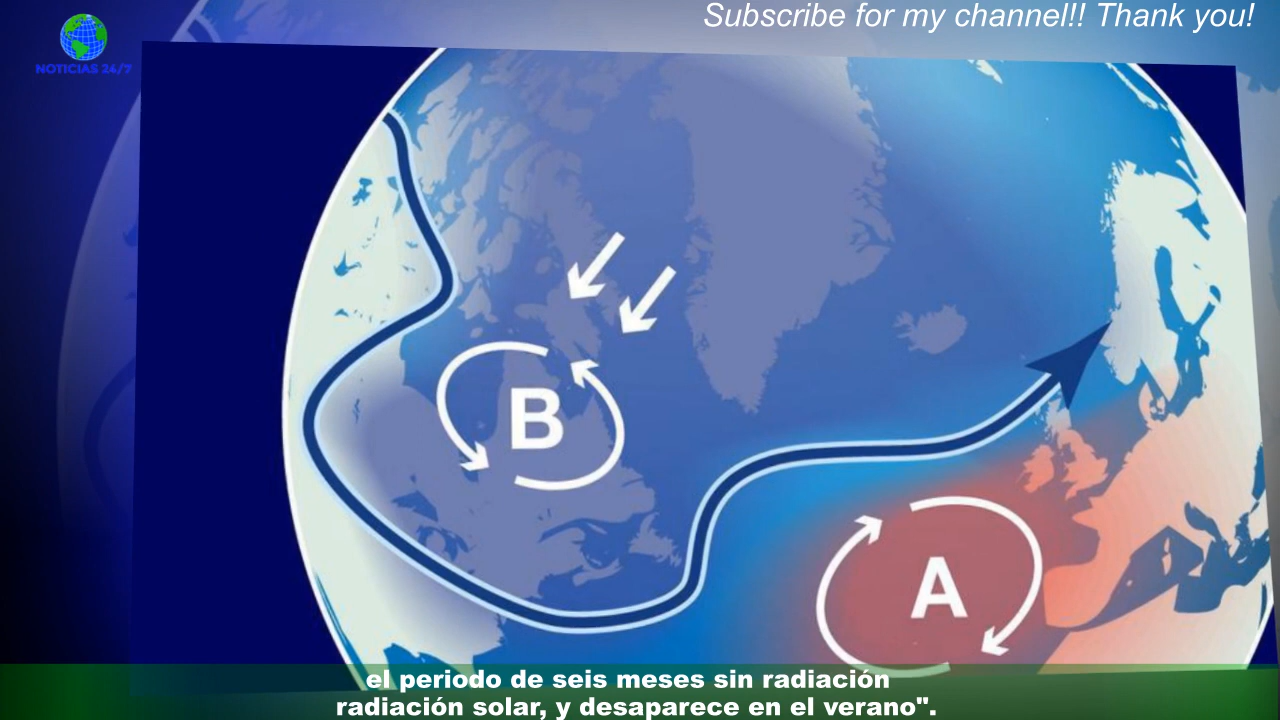 Subscribe for my channel!! Thank you!
NOTICIAS 24/7
B
A
el periodo de seis meses sin radiación
radiación solar, y desaparece en el verano".